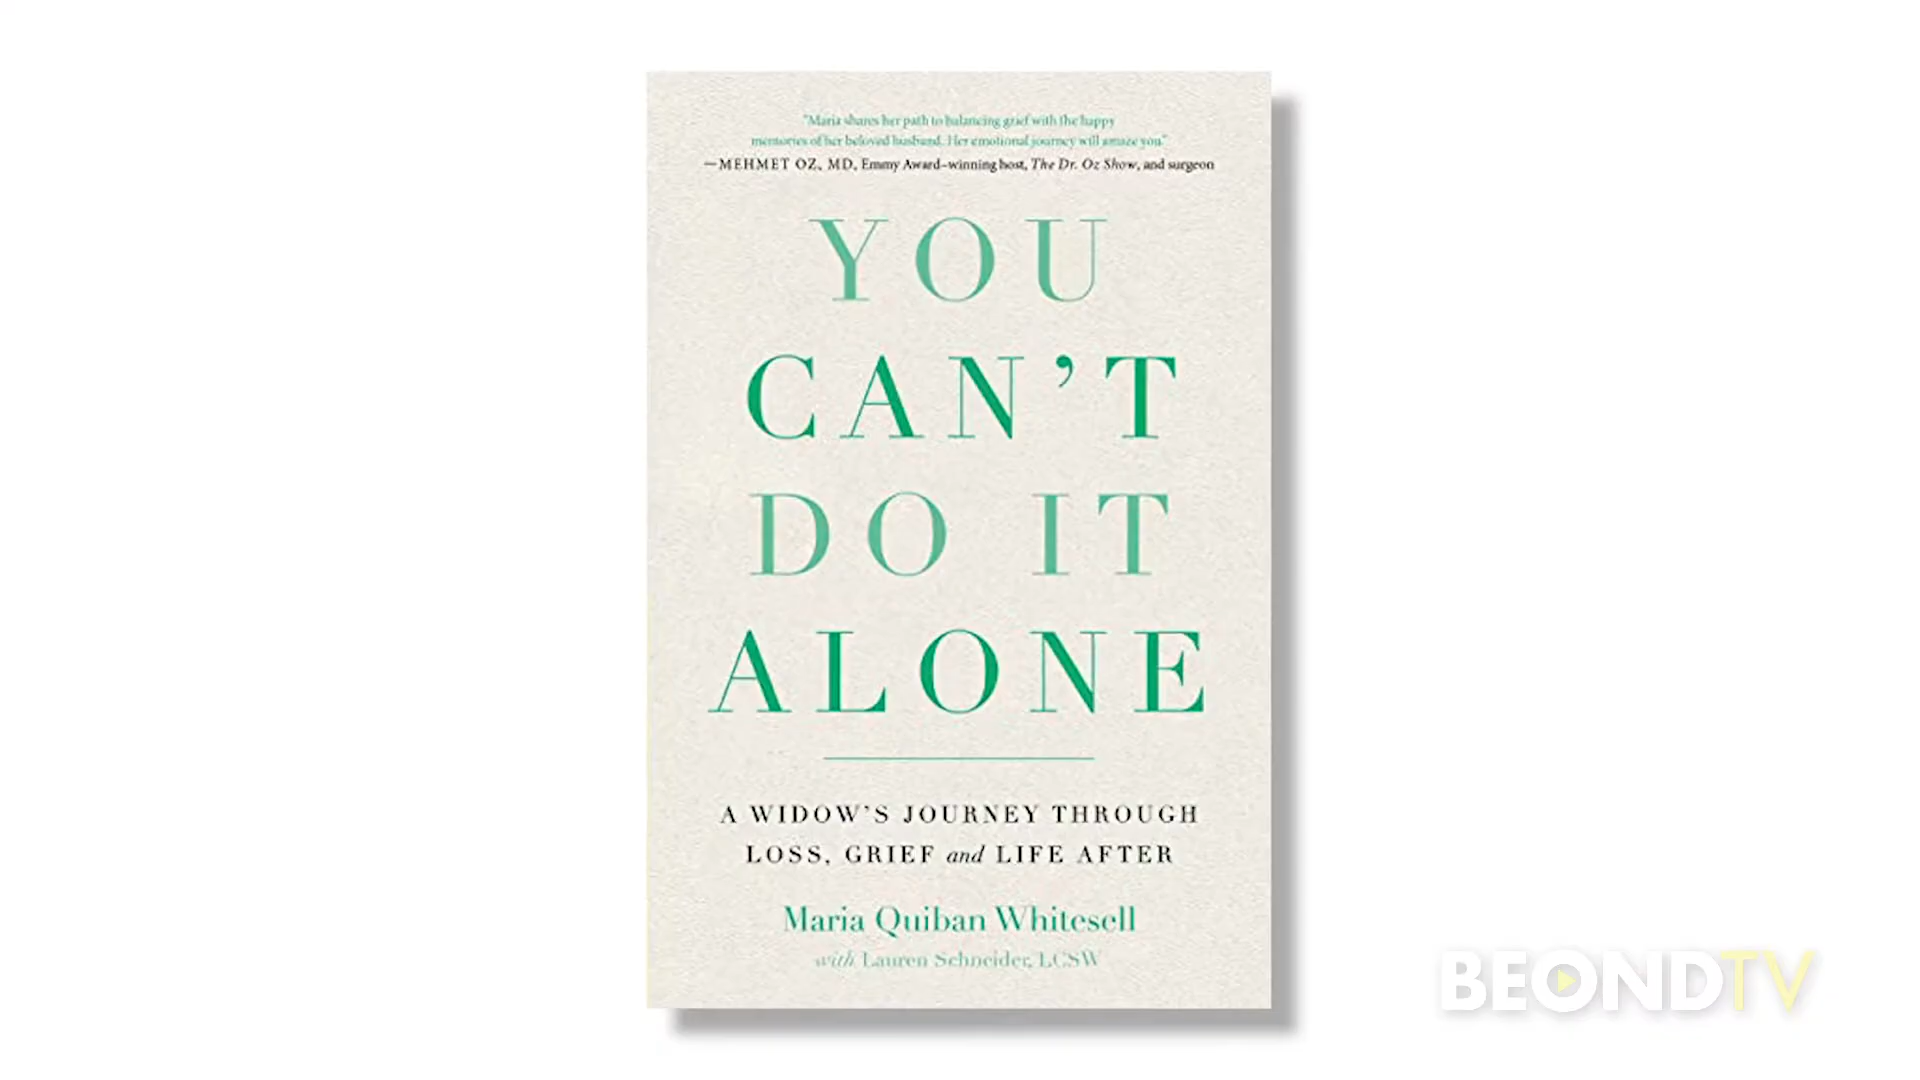 "Maria shares her path to balancing grief with the happy
memories of her beloved husband. Her emotional journey will amaze you."
—MEHMET OZ, MD, Emmy Award–winning host, The Dr. Oz Show, and surgeon
YOU
CAN'T
DO IT
ALONE
A WIDOW'S JOURNEY THROUGH
LOSS, GRIEF and LIFE AFTER
Maria Quiban Whitesell
with Lauren Schneider, LCSW
BEONDTV